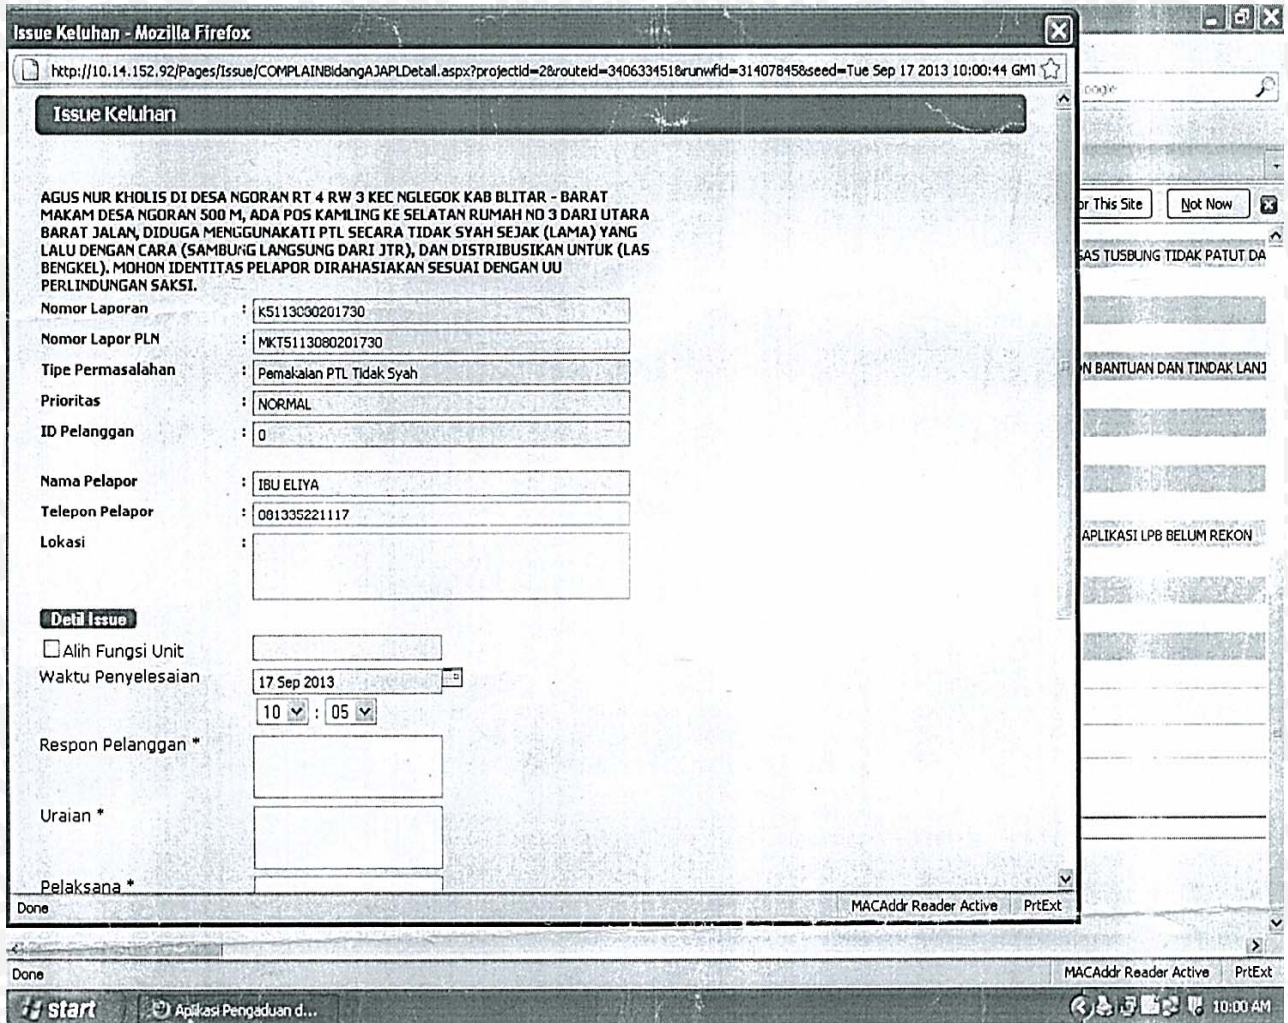 Issue Keluhan - Mozilla Firefox
http://10.14.152.92/Pages/Issue/COMPLAINBidangAJAPLDetail.aspx?projectid=2&routeid=34063345&runwfid=31407845&seed=Tue Sep 17 2013 10:00:44 GMT
Issue Keluhan
AGUS NUR KHOLIS DI DESA NGORAN RT 4 RW 3 KEC NGLEGOK KAB BLITAR - BARAT
MAKAM DESA NGORAN 500 M, ADA POS KAMLING KE SELATAN RUMAH NO 3 DARI UTARA
BARAT JALAN, DIDUGA MENGGUNAKATI PTL SECARA TIDAK SYAH SEJAK (LAMA) YANG
LALU DENGAN CARA (SAMBUNG LANGSUNG DARI JTR), DAN DISTRIBUSIKAN UNTUK (LAS
BENGKEL). MOHON IDENTITAS PELAPOR DIRAHASIAKAN SESUAI DENGAN UU
PERLINDUNGAN SAKSI.
Nomor Laporan : K5113080201730
Nomor Lapor PLN : MKT5113080201730
Tipe Permasalahan : Pemakaian PTL Tidak Syah
Prioritas : NORMAL
ID Pelanggan : 0
Nama Pelapor : IBU ELIYA
Telepon Pelapor : 081335221117
Lokasi :
Detil Issue
Alih Fungsi Unit
Waktu Penyelesaian 17 Sep 2013
10 : 05
Respon Pelanggan *
Uraian *
Pelaksana *
Done MACAddr Reader Active PrtExt
or This Site Not Now
GAS TUSBUNG TIDAK PATUT DA
N BANTUAN DAN TINDAK LANJ
APLIKASI LPB BELUM REKON
Done MACAddr Reader Active PrtExt
start Aplikasi Pengaduan d... 10:00 AM